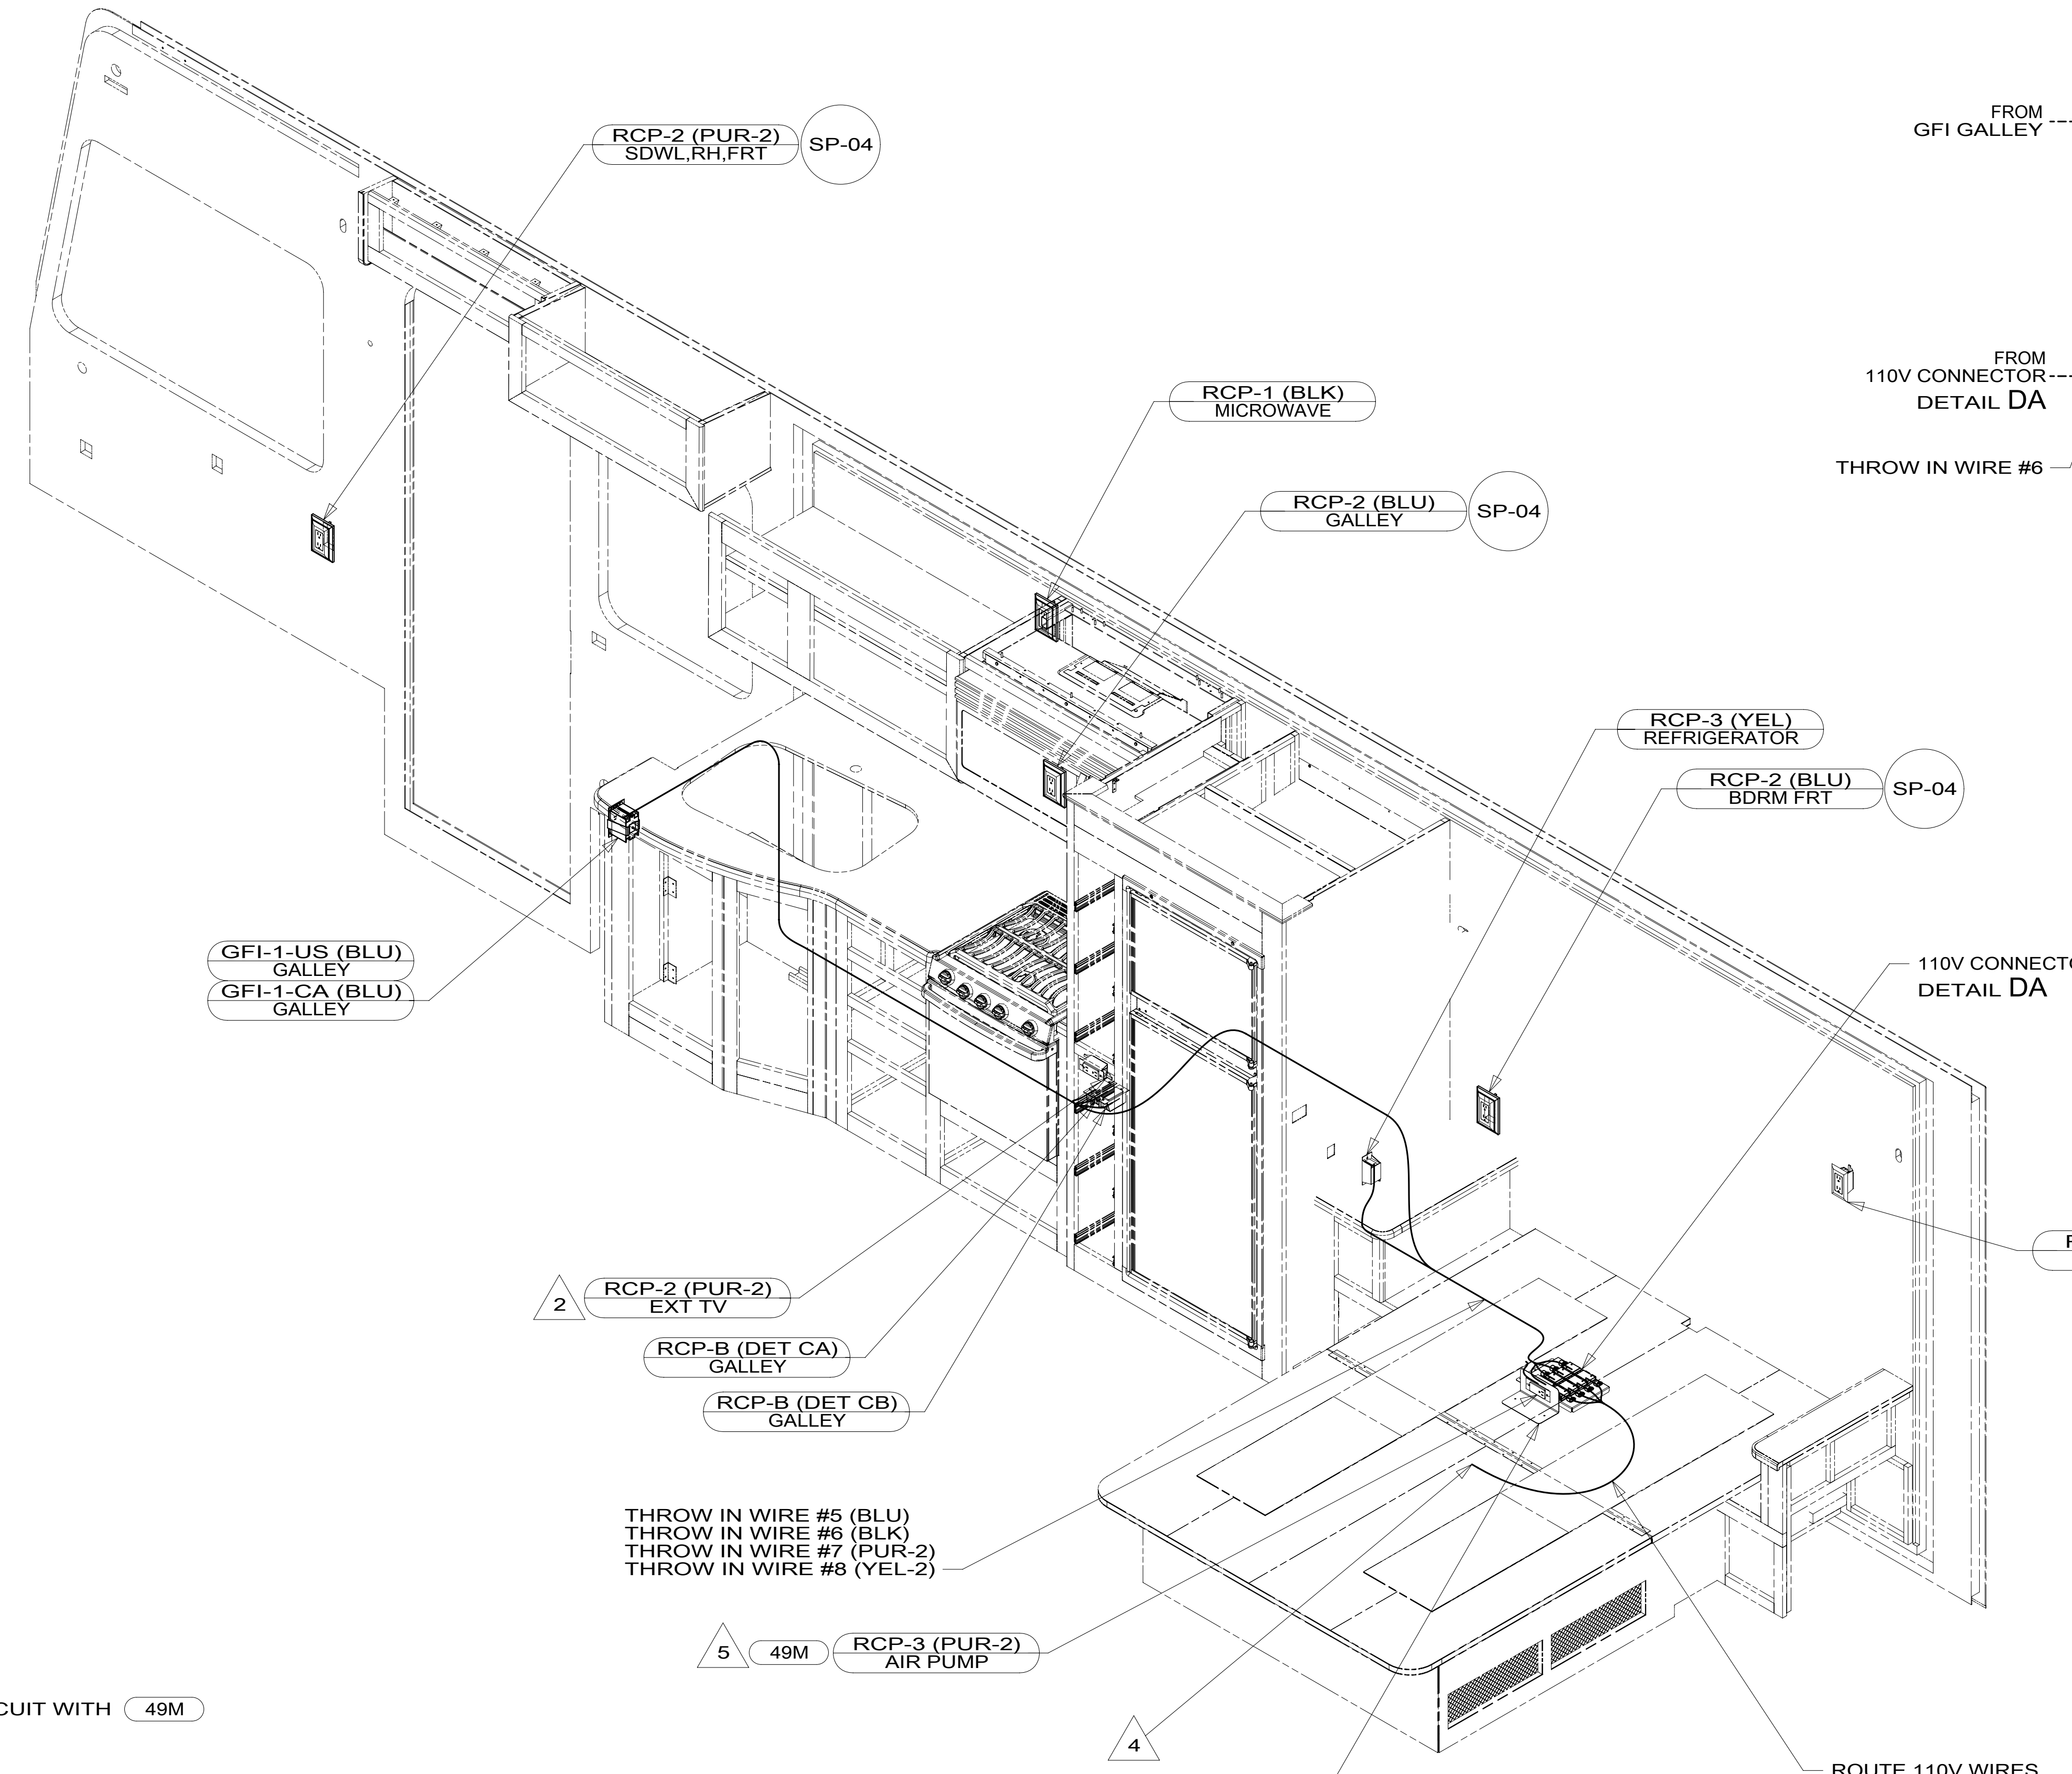 RCP-2 (PUR-2)
SDWL,RH,FRT
SP-04
FROM
GFI GALLEY
FROM
110V CONNECTOR
DETAIL DA
THROW IN WIRE #6
RCP-1 (BLK)
MICROWAVE
RCP-2 (BLU)
GALLEY
SP-04
RCP-3 (YEL)
REFRIGERATOR
RCP-2 (BLU)
BDRM FRT
SP-04
GFI-1-US (BLU)
GALLEY
GFI-1-CA (BLU)
GALLEY
110V CONNECTO
DETAIL DA
2
RCP-2 (PUR-2)
EXT TV
RCP-B (DET CA)
GALLEY
RCP-B (DET CB)
GALLEY
THROW IN WIRE #5 (BLU)
THROW IN WIRE #6 (BLK)
THROW IN WIRE #7 (PUR-2)
THROW IN WIRE #8 (YEL-2)
5
49M
RCP-3 (PUR-2)
AIR PUMP
CUIT WITH 49M
4
ROUTE 110V WIRES